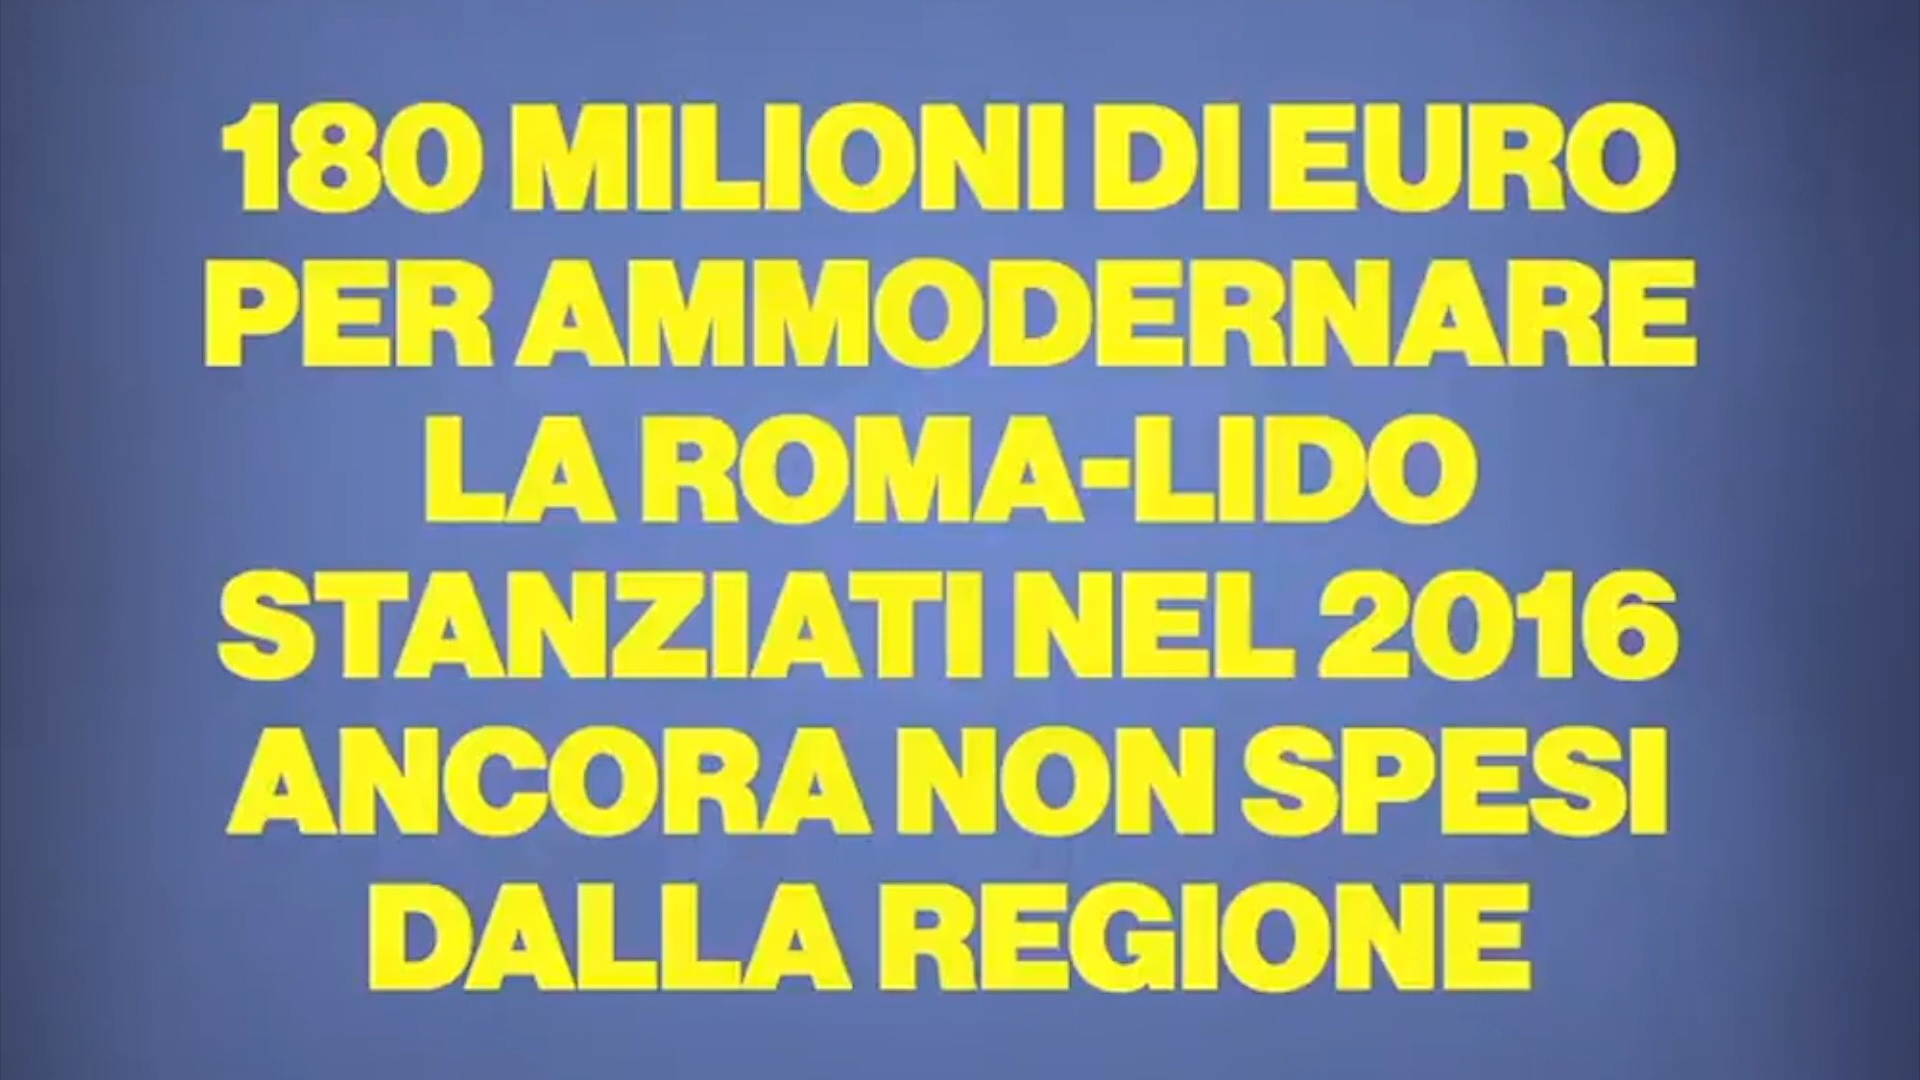 180 MILIONI DI EURO
PER AMMODERNARE
LA ROMA-LIDO
STANZIATI NEL 2016
ANCORA NON SPESI
DALLA REGIONE